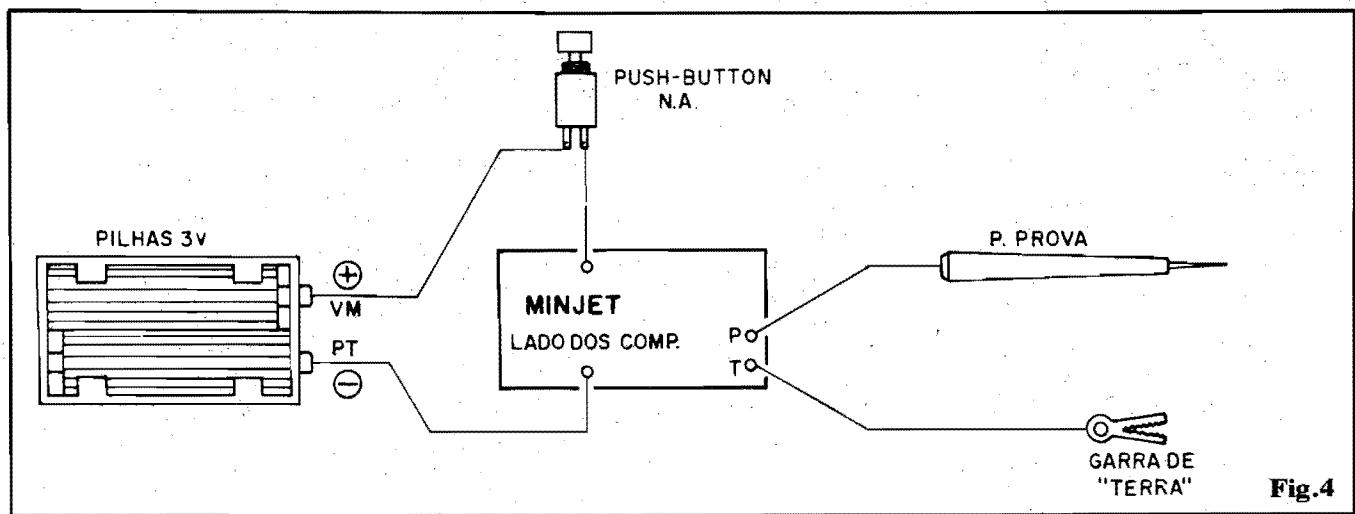 PUSH-BUTTON
N.A.
PILHAS 3V
+
VM
PT
−
MINJET
LADO DOS COMP.
P
T
P. PROVA
GARRA DE
"TERRA"
Fig.4